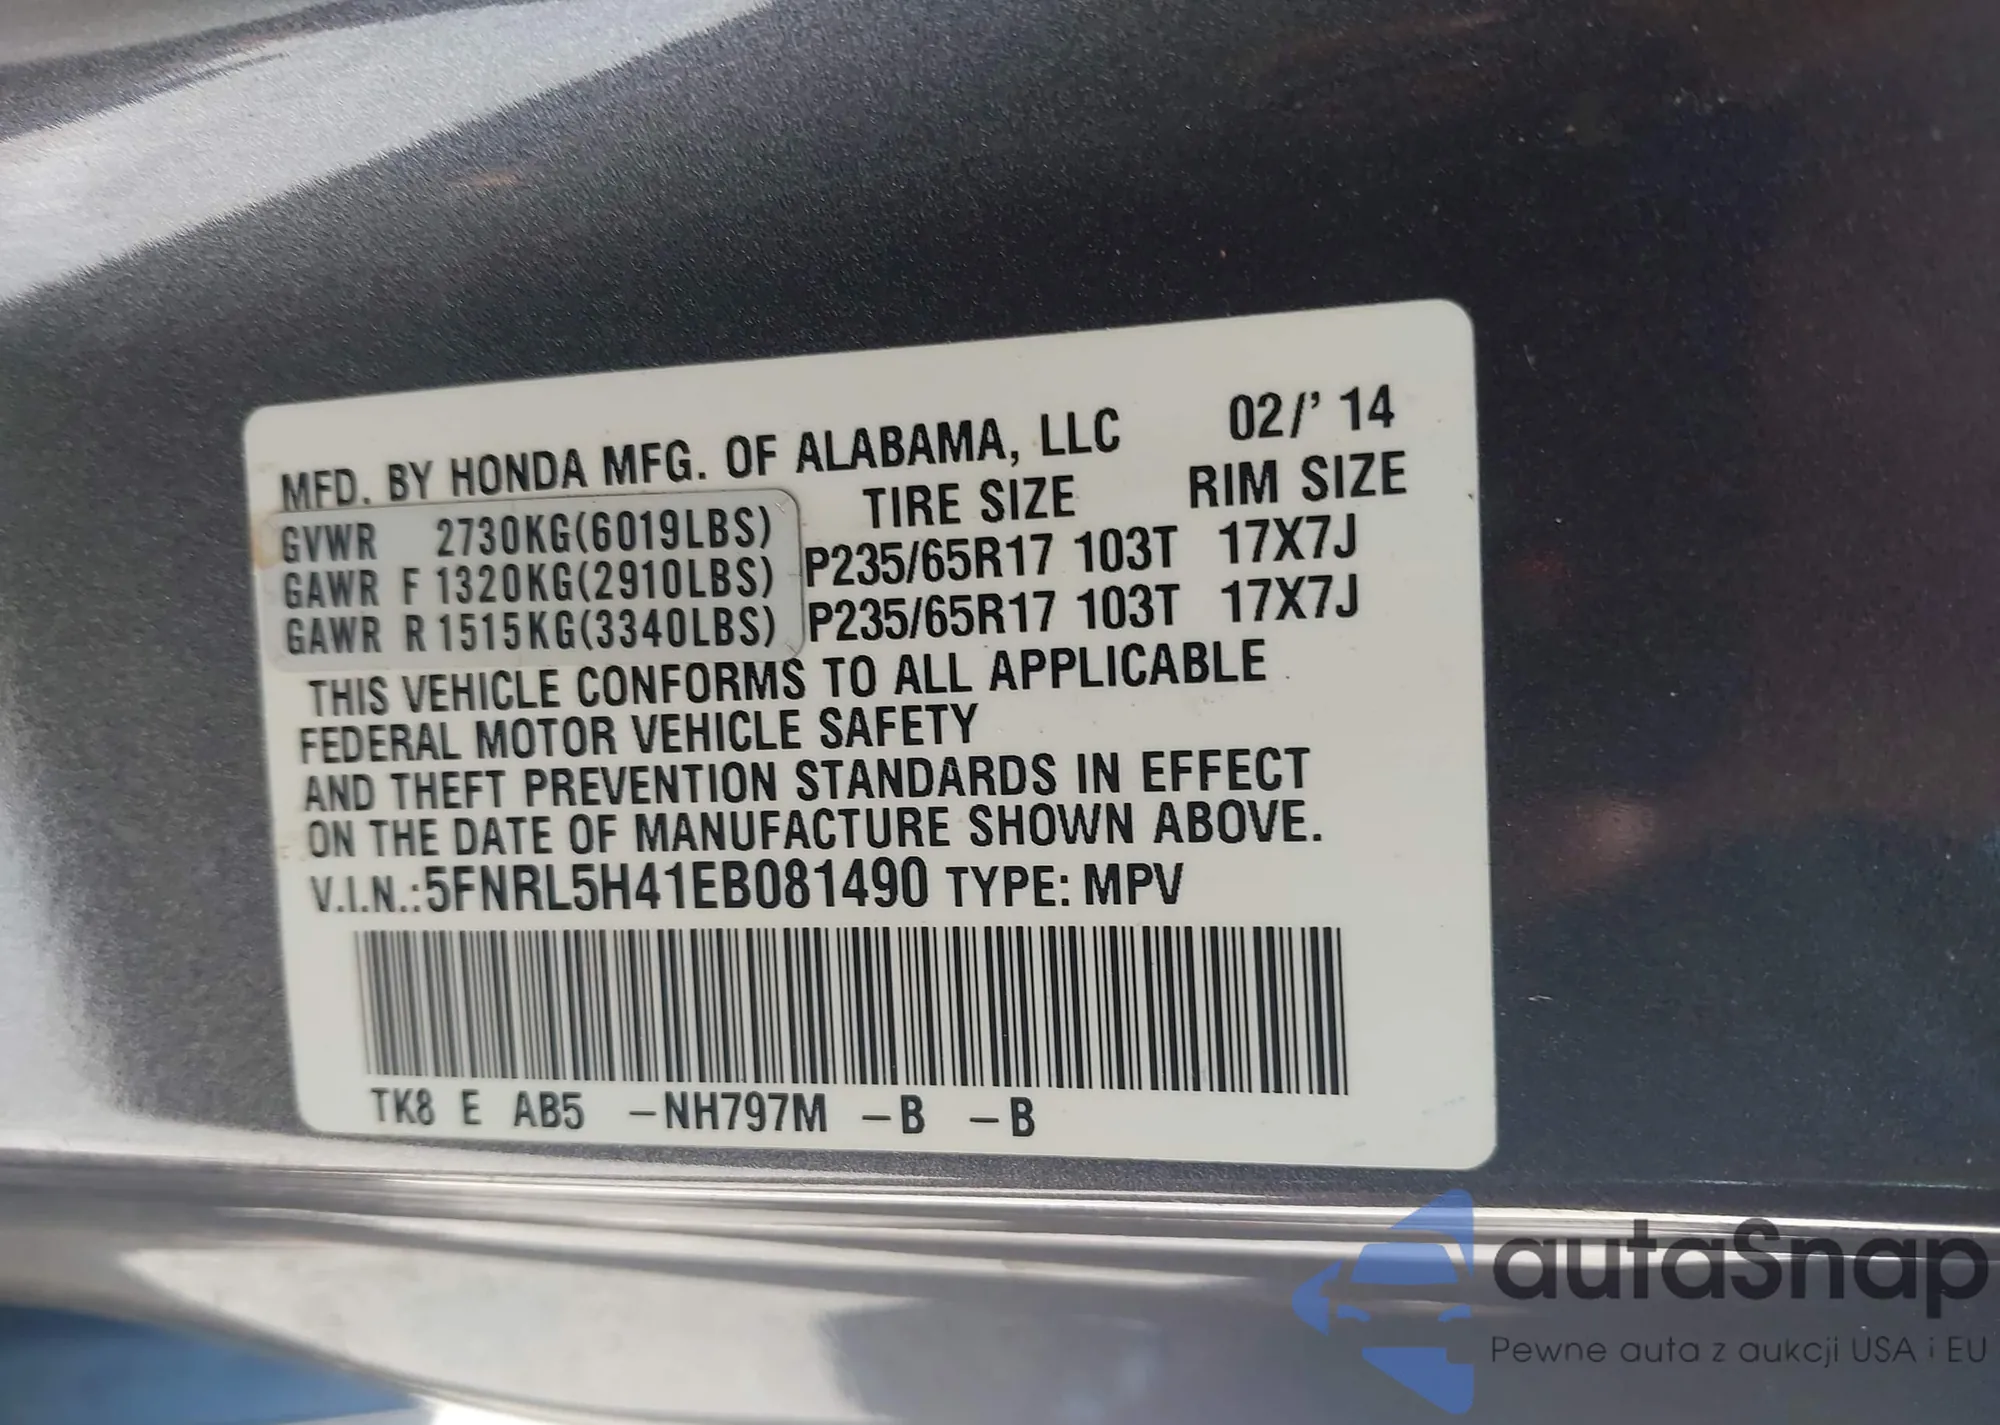 MFD. BY HONDA MFG. OF ALABAMA, LLC 02/' 14
TIRE SIZE RIM SIZE
GVWR 2730KG(6019LBS)
GAWR F 1320KG(2910LBS) P235/65R17 103T 17X7J
GAWR R 1515KG(3340LBS) P235/65R17 103T 17X7J
THIS VEHICLE CONFORMS TO ALL APPLICABLE
FEDERAL MOTOR VEHICLE SAFETY
AND THEFT PREVENTION STANDARDS IN EFFECT
ON THE DATE OF MANUFACTURE SHOWN ABOVE.
V.I.N.:5FNRL5H41EB081490 TYPE: MPV
TK8 E AB5 -NH797M -B -B
autaSnap
Pewne auta z aukcji USA i EU